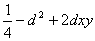 1/4 − d² + 2dxy